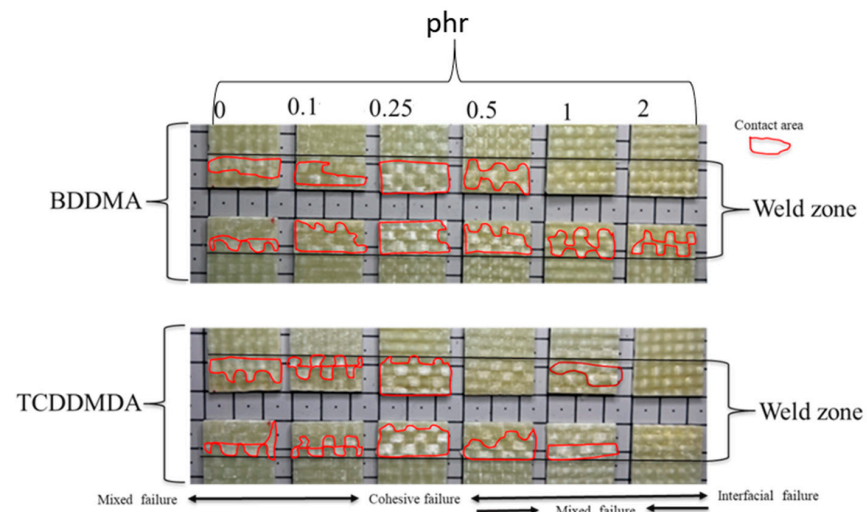 phr
0 0.1 0.25 0.5 1 2
Contact area
BDDMA
Weld zone
TCDDMDA
Weld zone
Mixed failure Cohesive failure Interfacial failure
Mixed failure